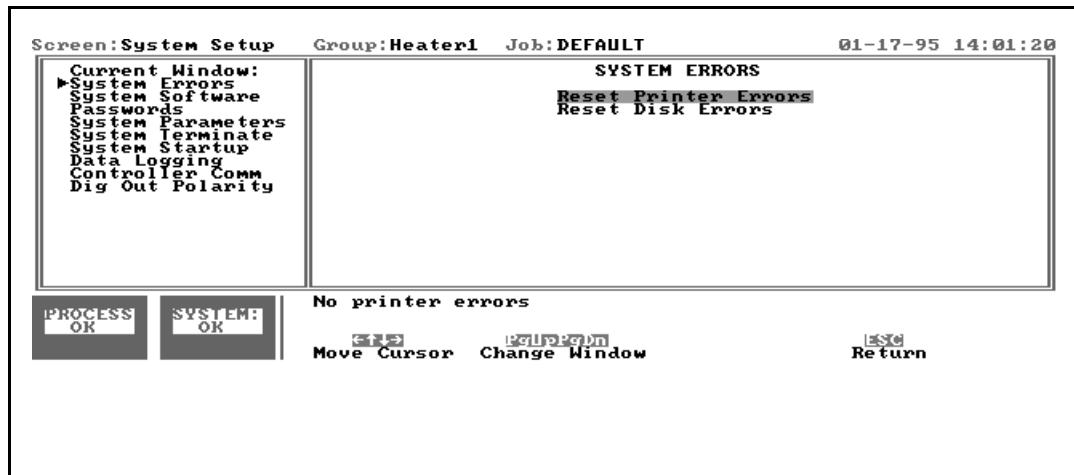 Screen:System Setup Group:Heater1 Job:DEFAULT 01-17-95 14:01:20
Current Window:
►System Errors
System Software
Passwords
System Parameters
System Terminate
System Startup
Data Logging
Controller Comm
Dig Out Polarity
SYSTEM ERRORS
Reset Printer Errors
Reset Disk Errors
PROCESS
OK
SYSTEM:
OK
No printer errors
←↑↓→ PgUpPgDn ESC
Move Cursor Change Window Return